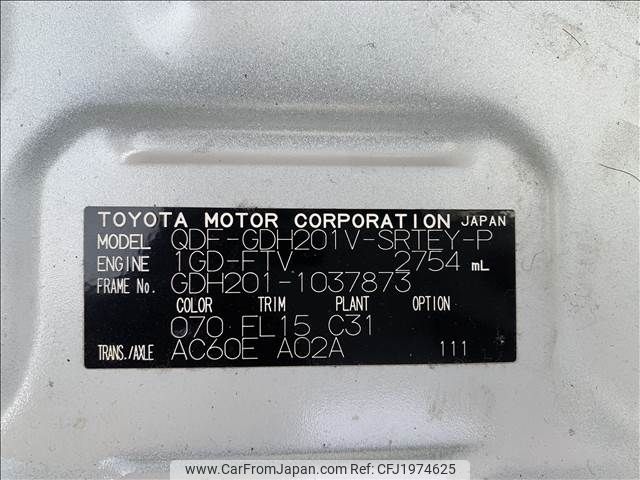 TOYOTA MOTOR CORPORATION JAPAN
MODEL QDF-GDH201V-SRTEY-P
ENGINE 1GD-FTV 2754 mL
FRAME No. GDH201-1037873
COLOR TRIM PLANT OPTION
070 FL15 C31
TRANS./AXLE AC60E A02A 111
www.CarFromJapan.com | Ref No: CFJ1974625